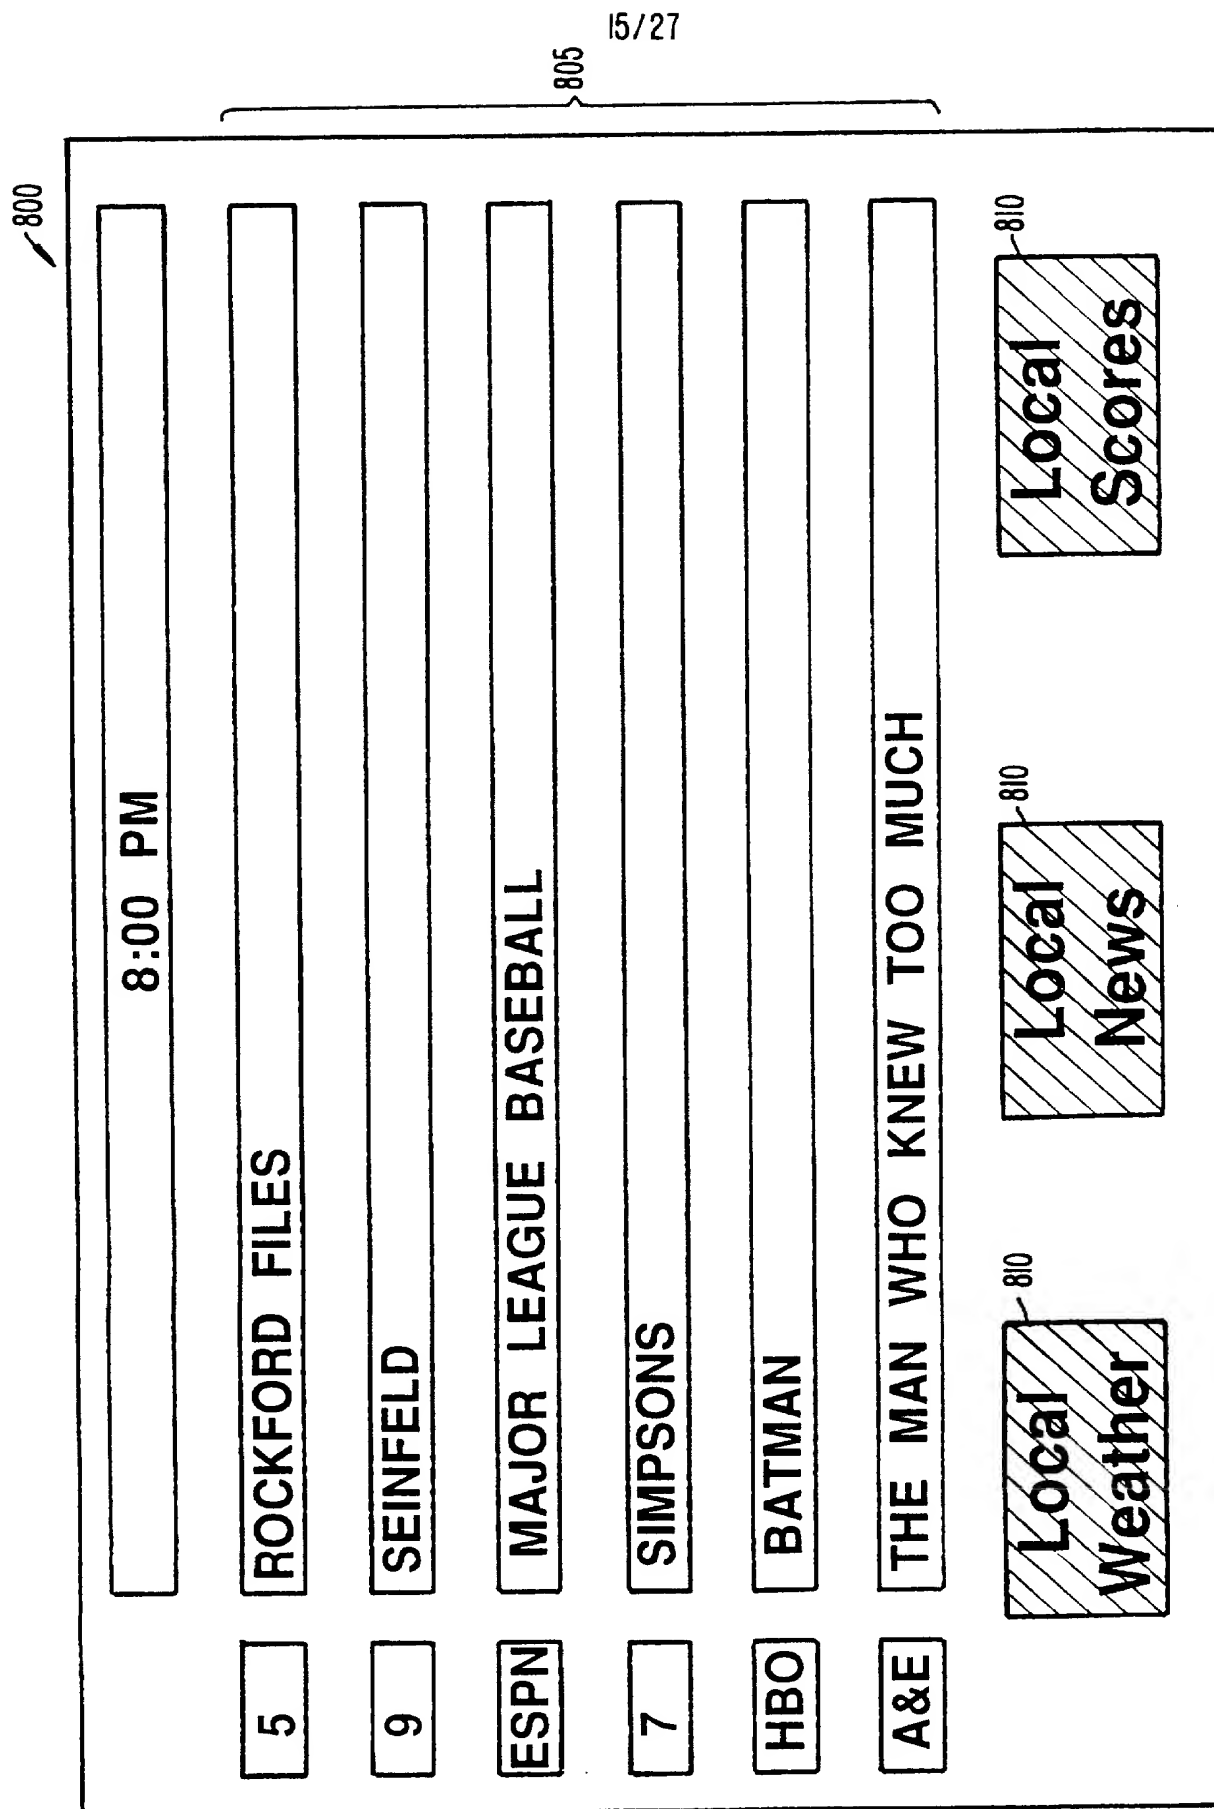 15/27
800
805
8:00 PM
5 ROCKFORD FILES
9 SEINFELD
ESPN MAJOR LEAGUE BASEBALL
7 SIMPSONS
HBO BATMAN
A&E THE MAN WHO KNEW TOO MUCH
810
Local
Weather
810
Local
News
810
Local
Scores